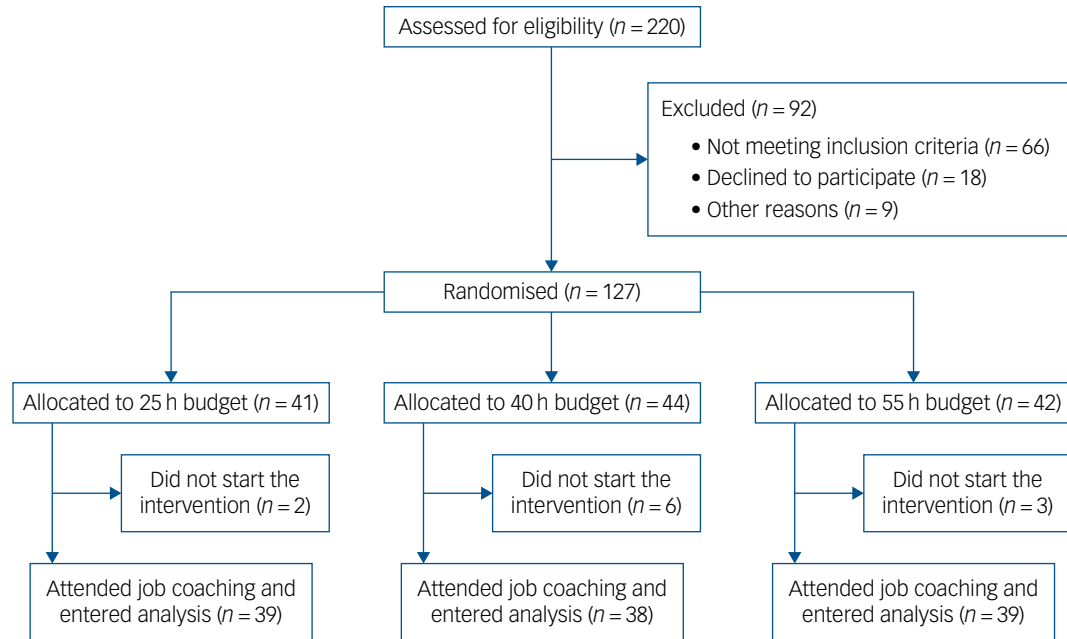 Assessed for eligibility (n = 220)
Excluded (n = 92)
• Not meeting inclusion criteria (n = 66)
• Declined to participate (n = 18)
• Other reasons (n = 9)
Randomised (n = 127)
Allocated to 25 h budget (n = 41)
Allocated to 40 h budget (n = 44)
Allocated to 55 h budget (n = 42)
Did not start the
intervention (n = 2)
Did not start the
intervention (n = 6)
Did not start the
intervention (n = 3)
Attended job coaching and
entered analysis (n = 39)
Attended job coaching and
entered analysis (n = 38)
Attended job coaching and
entered analysis (n = 39)